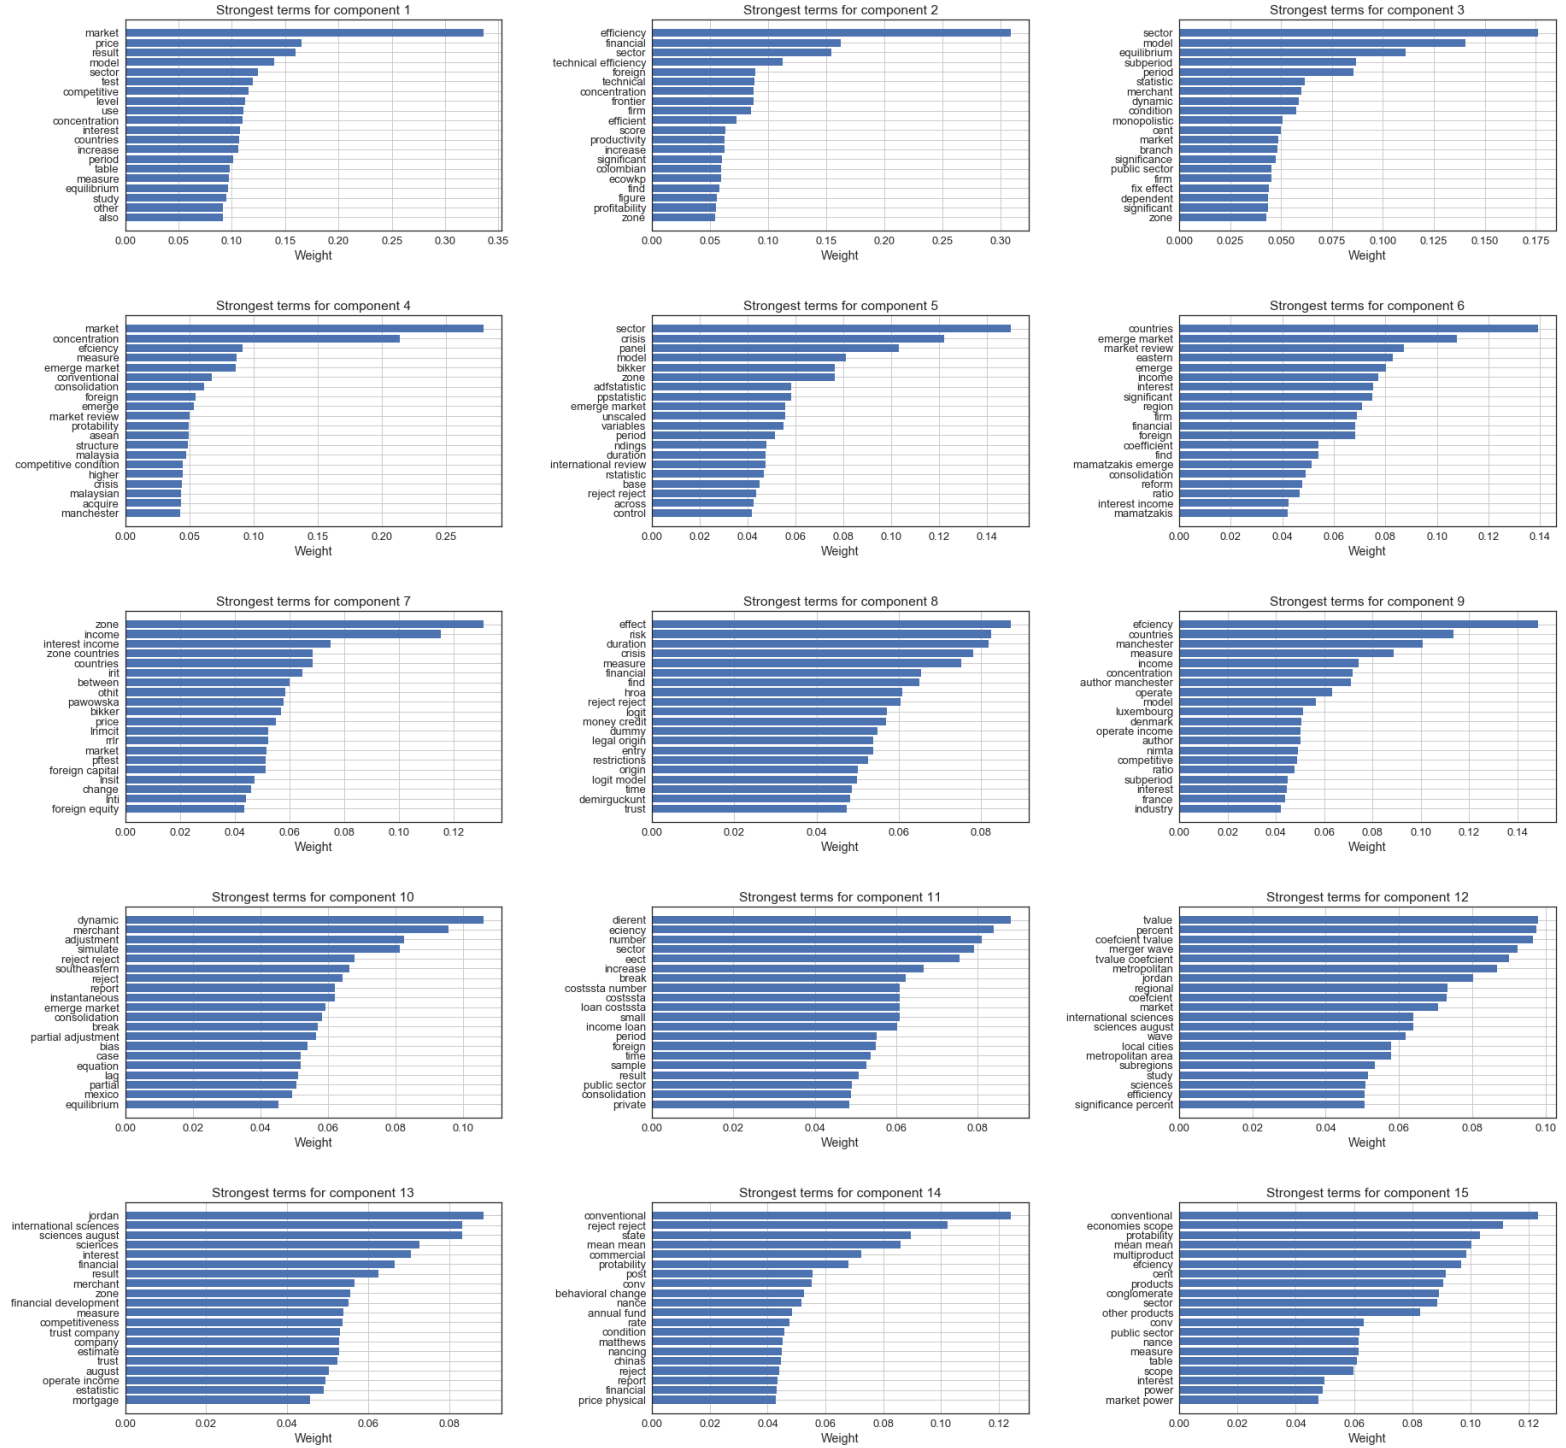 Strongest terms for component 1
market
price
result
model
sector
test
competitive
level
use
concentration
interest
countries
increase
period
table
measure
equilibrium
study
other
also
0.00 0.05 0.10 0.15 0.20 0.25 0.30 0.35
Weight
Strongest terms for component 2
efficiency
financial
sector
technical efficiency
foreign
technical
concentration
frontier
firm
efficient
score
productivity
increase
significant
colombian
ecowkp
find
figure
profitability
zone
0.00 0.05 0.10 0.15 0.20 0.25 0.30
Weight
Strongest terms for component 3
sector
model
equilibrium
subperiod
period
statistic
merchant
dynamic
condition
monopolistic
cent
market
branch
significance
public sector
firm
fix effect
dependent
significant
zone
0.000 0.025 0.050 0.075 0.100 0.125 0.150 0.175
Weight
Strongest terms for component 4
market
concentration
efciency
measure
emerge market
conventional
consolidation
foreign
emerge
market review
protability
asean
structure
malaysia
competitive condition
higher
crisis
malaysian
acquire
manchester
0.00 0.05 0.10 0.15 0.20 0.25
Weight
Strongest terms for component 5
sector
crisis
panel
model
bikker
zone
adfstatistic
ppstatistic
emerge market
unscaled
variables
period
ndings
duration
international review
rstatistic
base
reject reject
across
control
0.00 0.02 0.04 0.06 0.08 0.10 0.12 0.14
Weight
Strongest terms for component 6
countries
emerge market
market review
eastern
emerge
income
interest
significant
region
firm
financial
foreign
coefficient
find
mamatzakis emerge
consolidation
reform
ratio
interest income
mamatzakis
0.00 0.02 0.04 0.06 0.08 0.10 0.12 0.14
Weight
Strongest terms for component 7
zone
income
interest income
zone countries
countries
irit
between
othit
pawowska
bikker
price
lnmcit
rrlr
market
pftest
foreign capital
lnsit
change
lnti
foreign equity
0.00 0.02 0.04 0.06 0.08 0.10 0.12
Weight
Strongest terms for component 8
effect
risk
duration
crisis
measure
financial
find
hroa
reject reject
logit
money credit
dummy
legal origin
entry
restrictions
origin
logit model
time
demirguckunt
trust
0.00 0.02 0.04 0.06 0.08
Weight
Strongest terms for component 9
efciency
countries
manchester
measure
income
concentration
author manchester
operate
model
luxembourg
denmark
operate income
author
nimta
competitive
ratio
subperiod
interest
france
industry
0.00 0.02 0.04 0.06 0.08 0.10 0.12 0.14
Weight
Strongest terms for component 10
dynamic
merchant
adjustment
simulate
reject reject
southeastern
reject
report
instantaneous
emerge market
consolidation
break
partial adjustment
bias
case
equation
lag
partial
mexico
equilibrium
0.00 0.02 0.04 0.06 0.08 0.10
Weight
Strongest terms for component 11
dierent
eciency
number
sector
eect
increase
break
costssta number
costssta
loan costssta
small
income loan
period
foreign
time
sample
result
public sector
consolidation
private
0.00 0.02 0.04 0.06 0.08
Weight
Strongest terms for component 12
tvalue
percent
coefcient tvalue
merger wave
tvalue coefcient
metropolitan
jordan
regional
coefcient
market
international sciences
sciences august
wave
local cities
metropolitan area
subregions
study
sciences
efficiency
significance percent
0.00 0.02 0.04 0.06 0.08 0.10
Weight
Strongest terms for component 13
jordan
international sciences
sciences august
sciences
interest
financial
result
merchant
zone
financial development
measure
competitiveness
trust company
company
estimate
trust
august
operate income
estatistic
mortgage
0.00 0.02 0.04 0.06 0.08
Weight
Strongest terms for component 14
conventional
reject reject
state
mean mean
commercial
protability
post
conv
behavioral change
nance
annual fund
rate
condition
matthews
nancing
chinas
reject
report
financial
price physical
0.00 0.02 0.04 0.06 0.08 0.10 0.12
Weight
Strongest terms for component 15
conventional
economies scope
protability
mean mean
multiproduct
efciency
cent
products
conglomerate
sector
other products
conv
public sector
nance
measure
table
scope
interest
power
market power
0.00 0.02 0.04 0.06 0.08 0.10 0.12
Weight